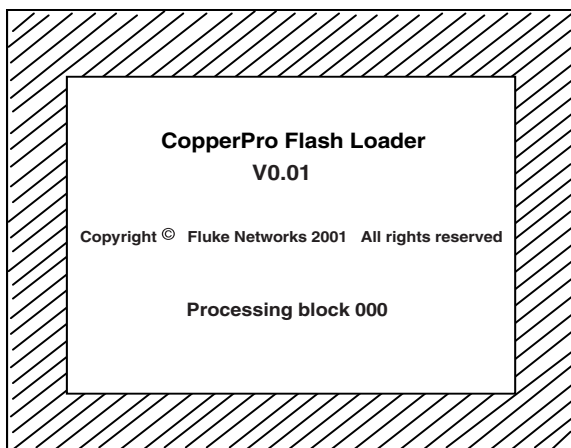 CopperPro Flash Loader
V0.01
Copyright © Fluke Networks 2001 All rights reserved
Processing block 000